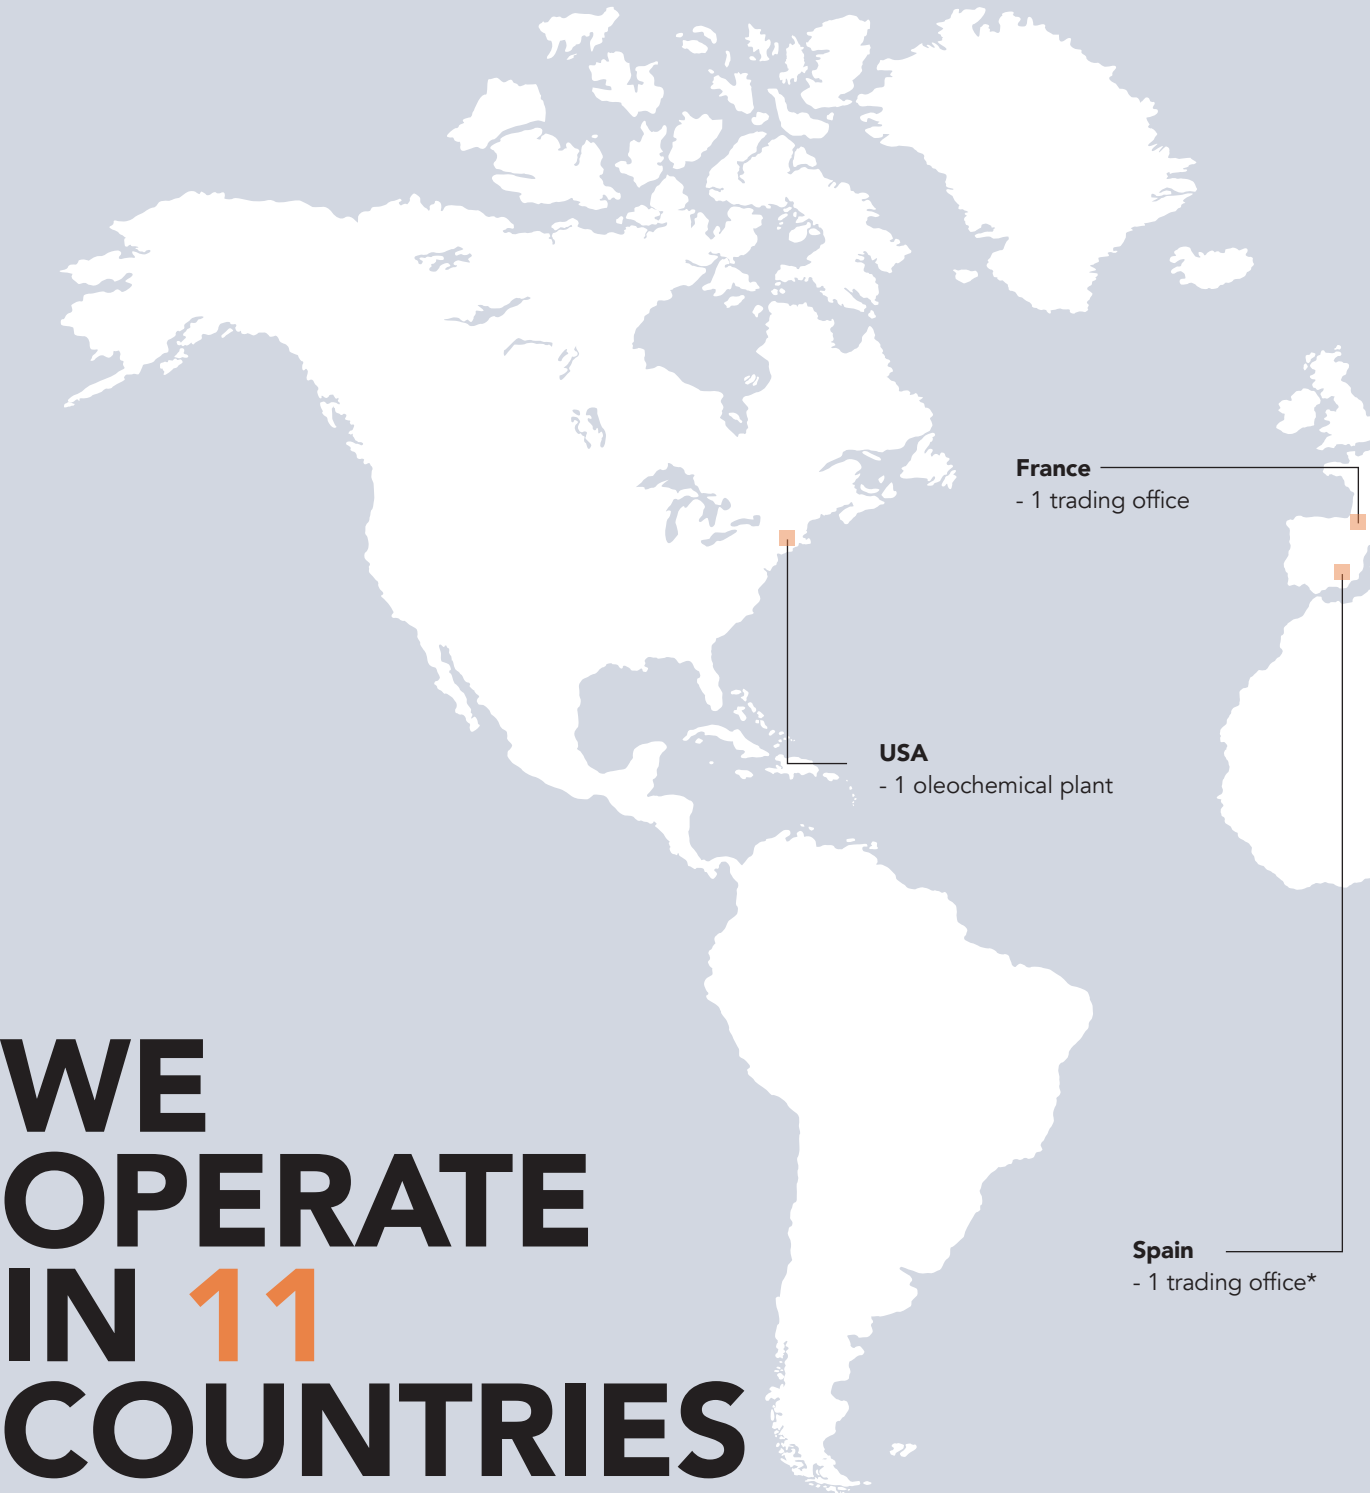 France
- 1 trading office
USA
- 1 oleochemical plant
Spain
- 1 trading office*
WE
OPERATE
IN 11
COUNTRIES